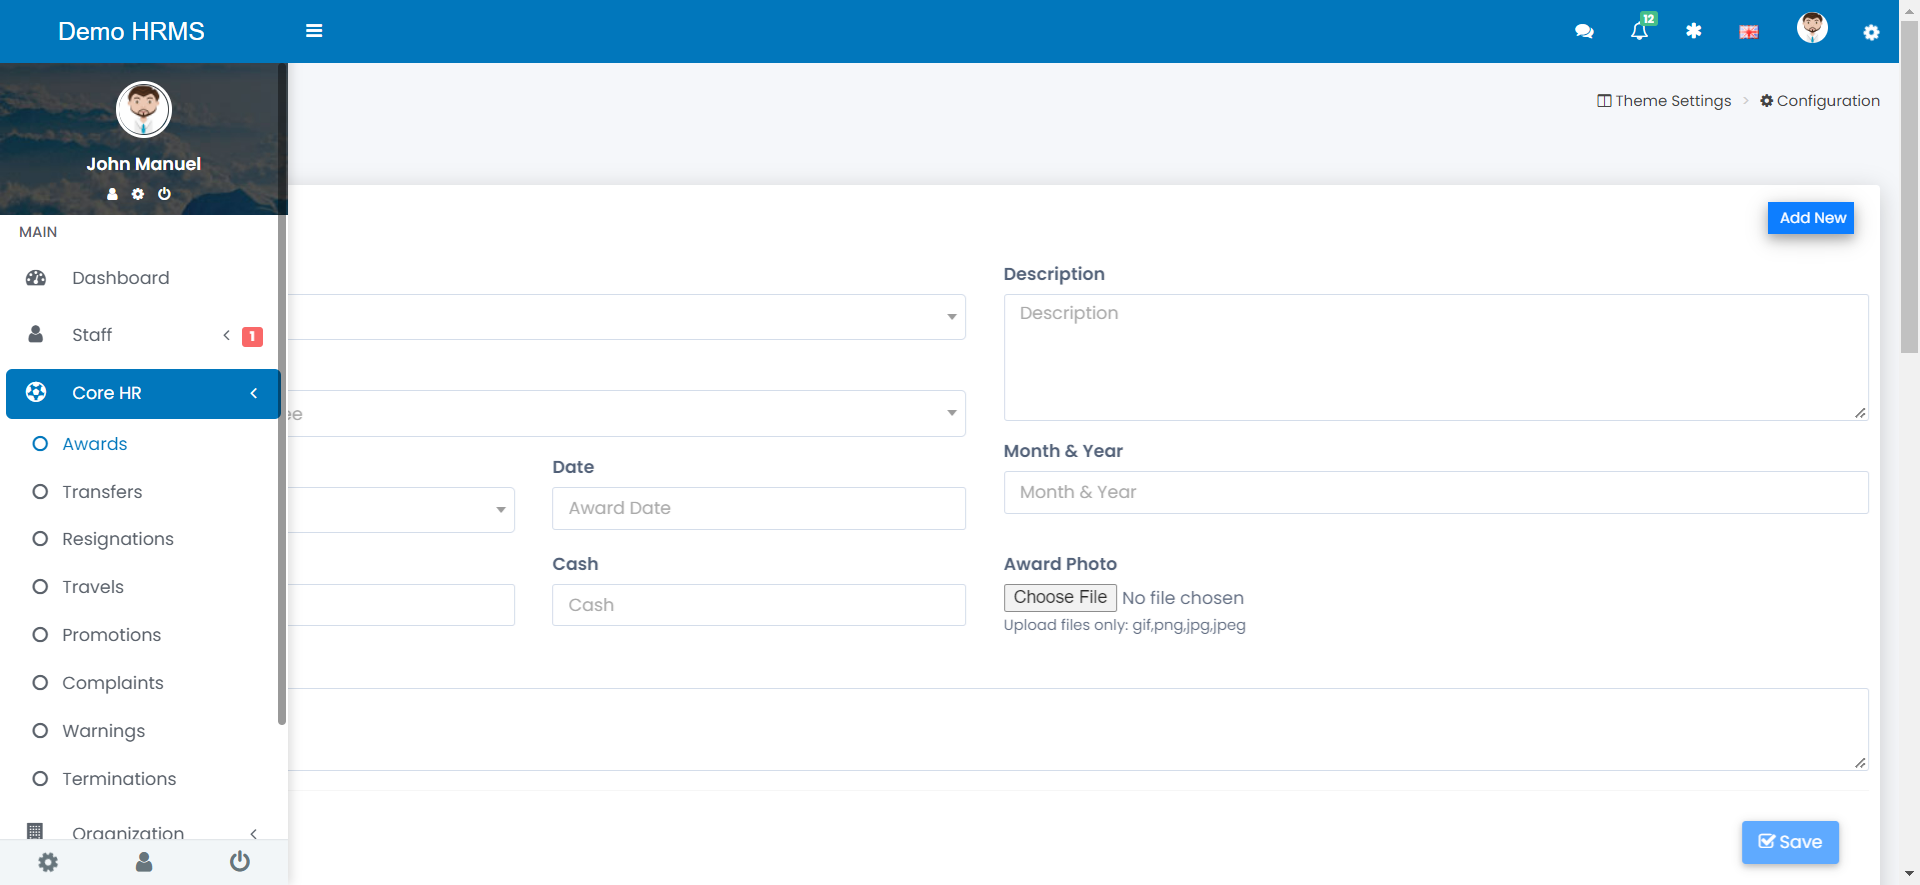 Demo HRMS
12
John Manuel
Theme Settings > Configuration
MAIN
Dashboard
Staff
1
Core HR
Awards
Transfers
Resignations
Travels
Promotions
Complaints
Warnings
Terminations
Organization
Add New
Description
Description
ee
Month & Year
Month & Year
Date
Award Date
Cash
Cash
Award Photo
Choose File No file chosen
Upload files only: gif,png,jpg,jpeg
Save